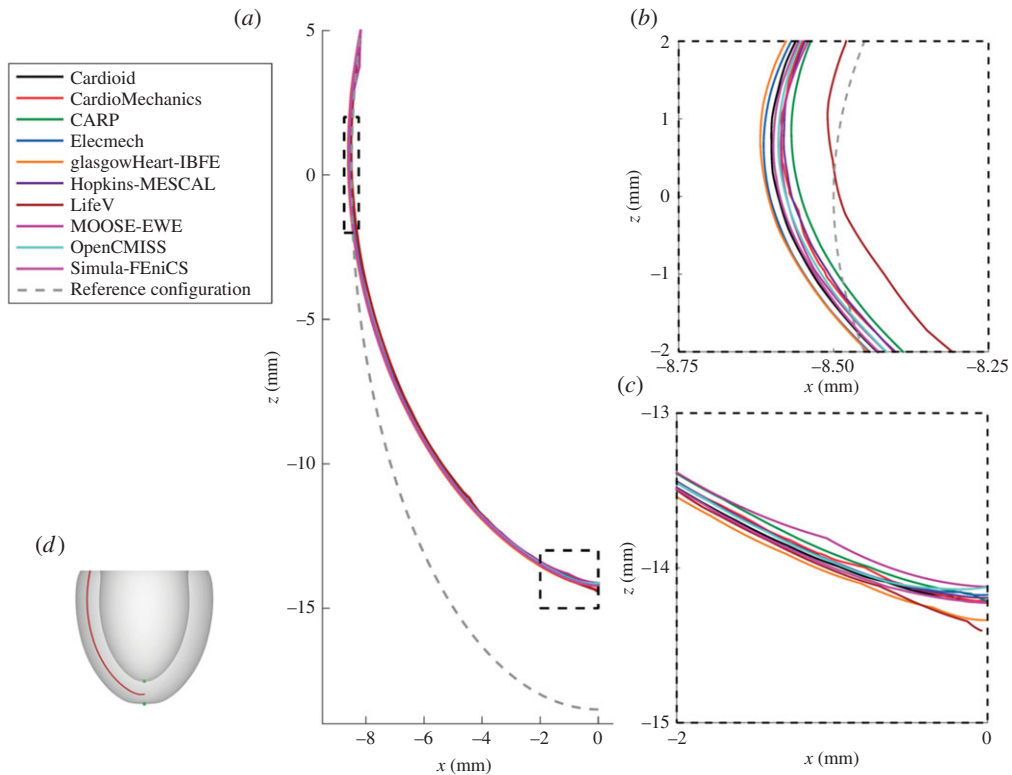 (a)
(b)
Cardioid
CardioMechanics
CARP
Elecmech
glasgowHeart-IBFE
Hopkins-MESCAL
LifeV
MOOSE-EWE
OpenCMISS
Simula-FEniCS
Reference configuration
5
0
−5
−10
−15
z (mm)
−8 −6 −4 −2 0
x (mm)
2
1
0
−1
−2
z (mm)
−8.75 −8.50 −8.25
x (mm)
(c)
−13
−14
−15
z (mm)
−2 0
x (mm)
(d)